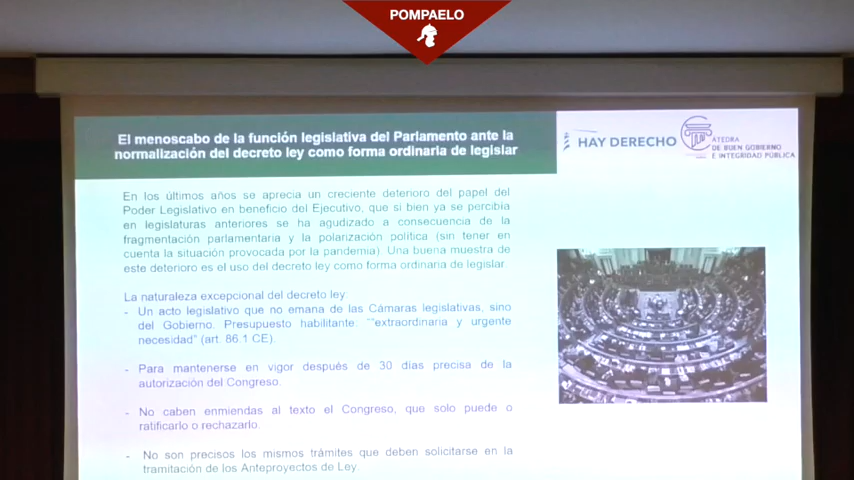 POMPAELO
El menoscabo de la función legislativa del Parlamento ante la
normalización del decreto ley como forma ordinaria de legislar
HAY DERECHO
CÁTEDRA
DE BUEN GOBIERNO
E INTEGRIDAD PÚBLICA
En los últimos años se aprecia un creciente deterioro del papel del
Poder Legislativo en beneficio del Ejecutivo, que si bien ya se percibía
en legislaturas anteriores se ha agudizado a consecuencia de la
fragmentación parlamentaria y la polarización política (sin tener en
cuenta la situación provocada por la pandemia). Una buena muestra de
este deterioro es el uso del decreto ley como forma ordinaria de legislar.
La naturaleza excepcional del decreto ley:
- Un acto legislativo que no emana de las Cámaras legislativas, sino
del Gobierno. Presupuesto habilitante: ““extraordinaria y urgente
necesidad” (art. 86.1 CE).
- Para mantenerse en vigor después de 30 días precisa de la
autorización del Congreso.
- No caben enmiendas al texto el Congreso, que solo puede o
ratificarlo o rechazarlo.
- No son precisos los mismos trámites que deben solicitarse en la
tramitación de los Anteproyectos de Ley.